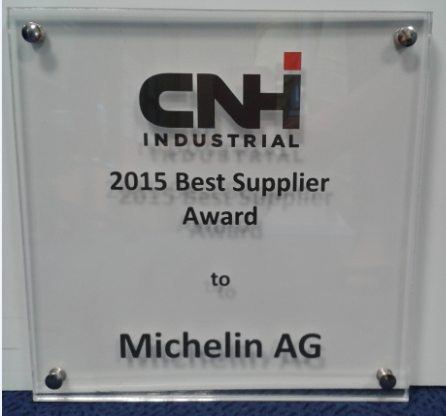 CNH
INDUSTRIAL
2015 Best Supplier
Award
to
Michelin AG